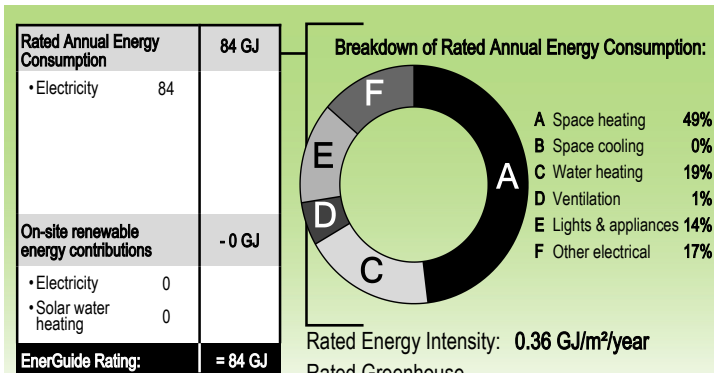 Rated Annual Energy
Consumption
84 GJ
• Electricity 84
On-site renewable
energy contributions
- 0 GJ
• Electricity 0
• Solar water
heating
0
EnerGuide Rating: = 84 GJ
Breakdown of Rated Annual Energy Consumption:
A
B
C
D
E
F
A Space heating 49%
B Space cooling 0%
C Water heating 19%
D Ventilation 1%
E Lights & appliances 14%
F Other electrical 17%
Rated Energy Intensity: 0.36 GJ/m²/year
Rated Greenhouse